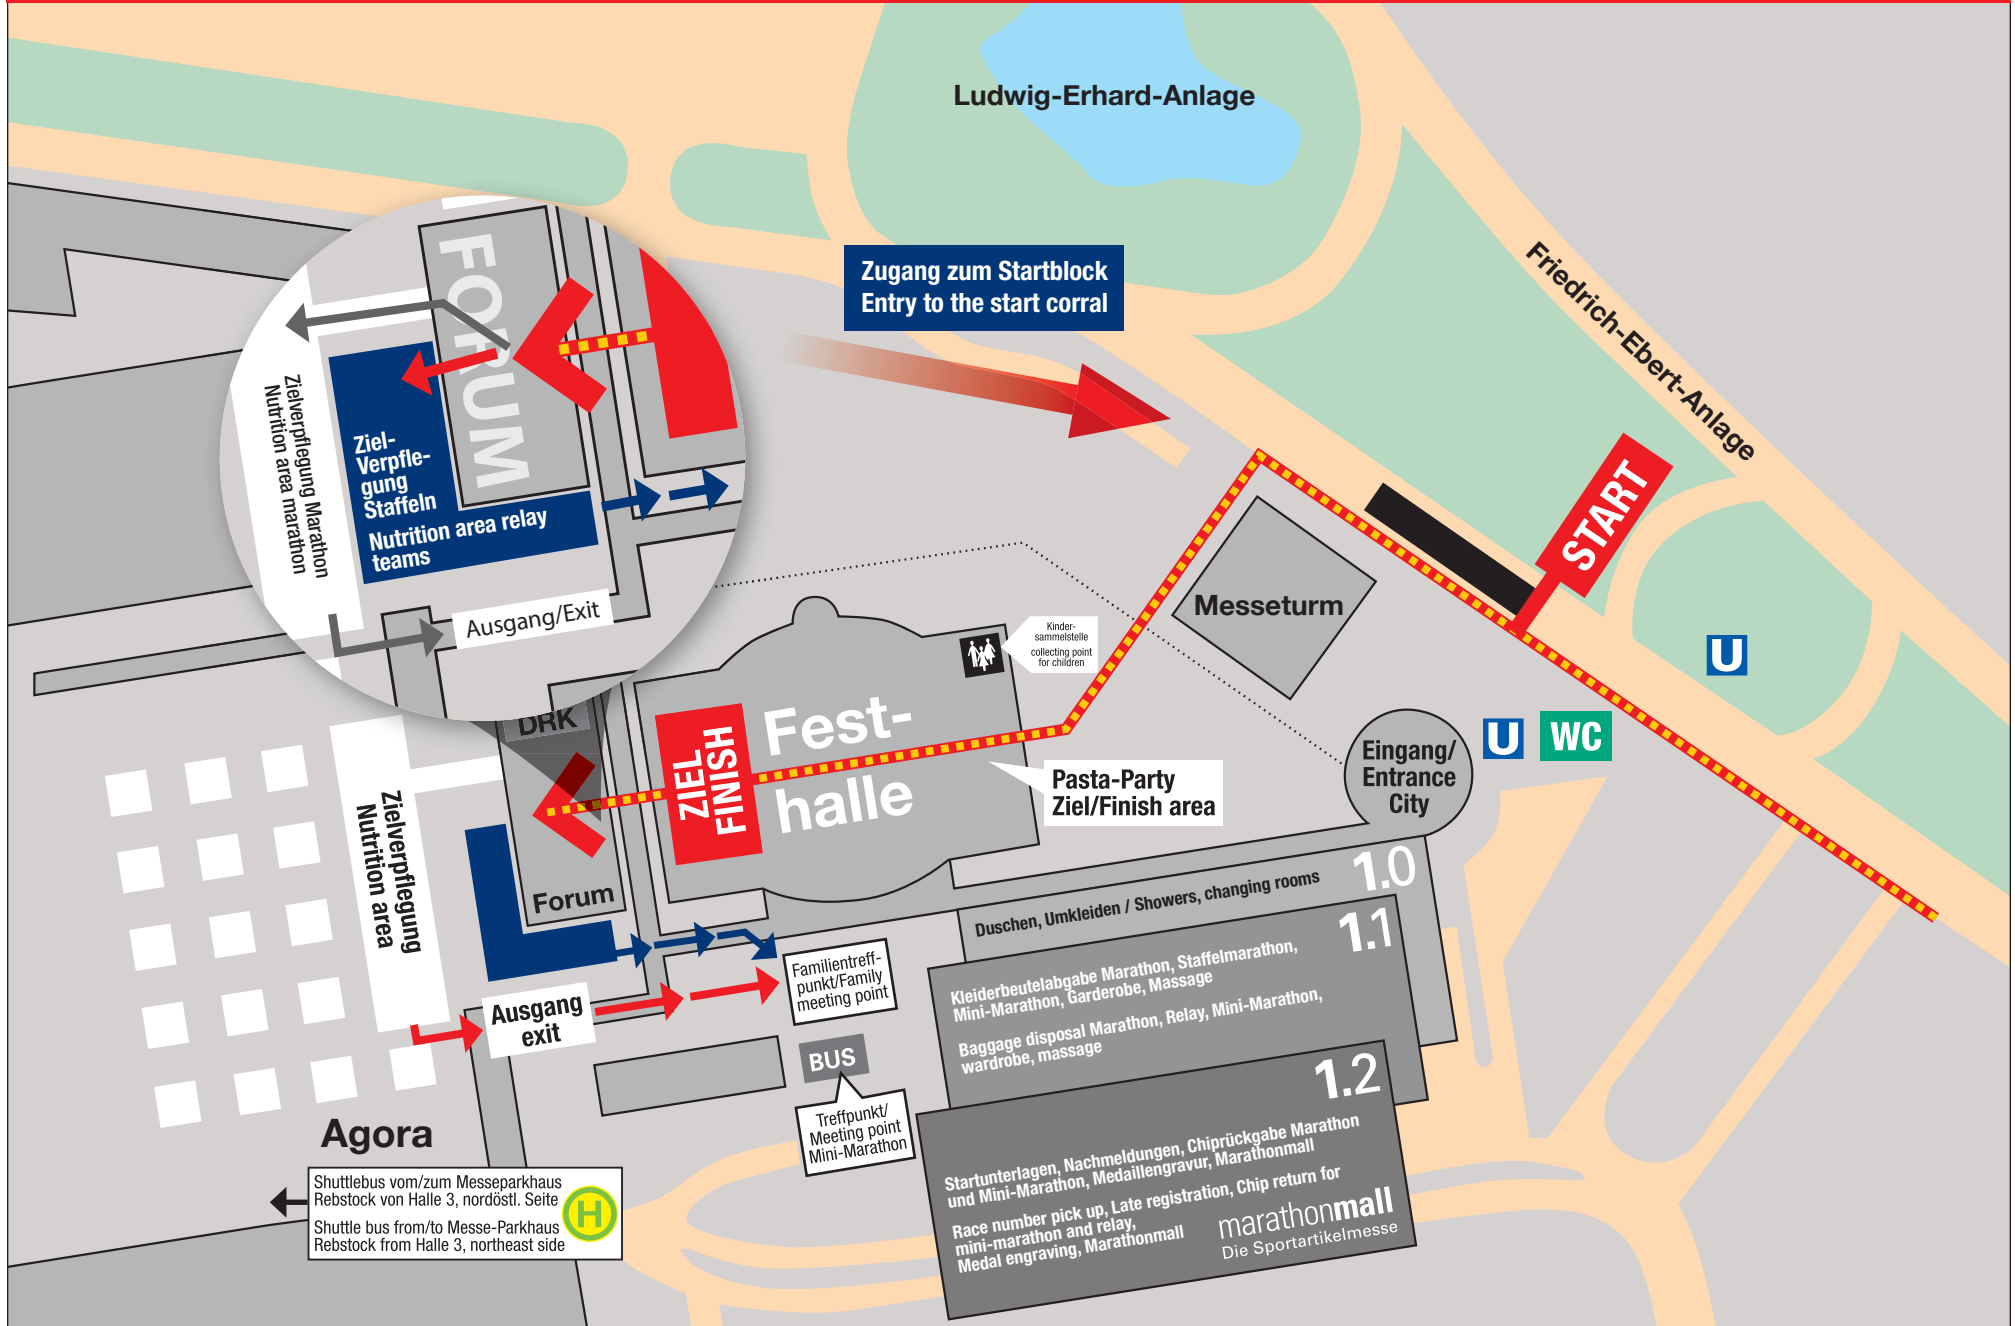 Ludwig-Erhard-Anlage
Zugang zum Startblock
Entry to the start corral
Friedrich-Ebert-Anlage
START
FORUM
Zielverpflegung Marathon
Nutrition area marathon
Ziel-
Verpfle-
gung
Staffeln
Nutrition area relay
teams
Ausgang/Exit
Messeturm
Kinder-
sammelstelle
collecting point
for children
U
U
WC
Eingang/
Entrance
City
DRK
ZIEL
FINISH
Fest-
halle
Pasta-Party
Ziel/Finish area
Zielverpflegung
Nutrition area
Forum
Ausgang
exit
Familientreff-
punkt/Family
meeting point
BUS
Treffpunkt/
Meeting point
Mini-Marathon
1.0
Duschen, Umkleiden / Showers, changing rooms
1.1
Kleiderbeutelabgabe Marathon, Staffelmarathon,
Mini-Marathon, Garderobe, Massage
Baggage disposal Marathon, Relay, Mini-Marathon,
wardrobe, massage
1.2
Startunterlagen, Nachmeldungen, Chiprückgabe Marathon
und Mini-Marathon, Medaillengravur, Marathonmall
Race number pick up, Late registration, Chip return for
mini-marathon and relay,
Medal engraving, Marathonmall
marathonmall
Die Sportartikelmesse
Agora
Shuttlebus vom/zum Messeparkhaus
Rebstock von Halle 3, nordöstl. Seite
Shuttle bus from/to Messe-Parkhaus
Rebstock from Halle 3, northeast side
H